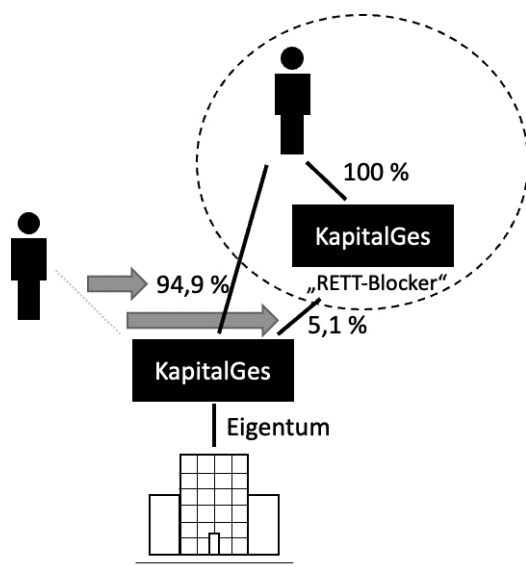 100 %
KapitalGes
„RETT-Blocker“
94,9 %
5,1 %
KapitalGes
Eigentum